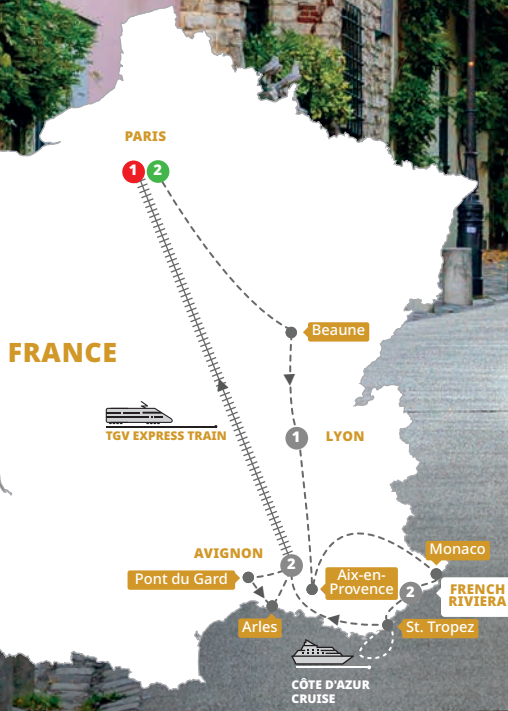 PARIS
1 2
Beaune
FRANCE
TGV EXPRESS TRAIN
1
LYON
AVIGNON
2
Pont du Gard
Arles
Aix-en-
Provence
Monaco
2
FRENCH
RIVIERA
St. Tropez
CÔTE D'AZUR
CRUISE